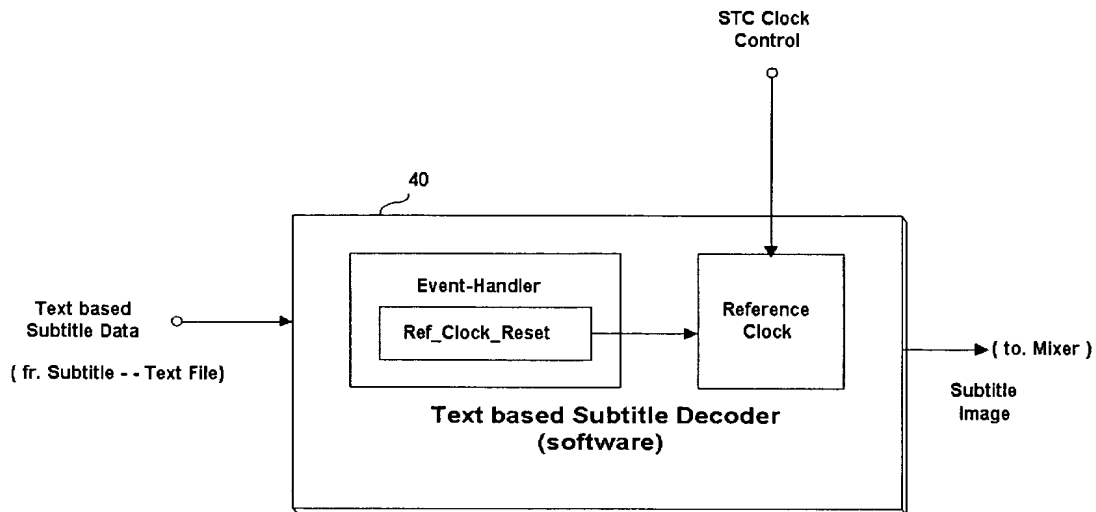 STC Clock
Control
40
Event-Handler
Ref_Clock_Reset
Reference
Clock
Text based
Subtitle Data
( fr. Subtitle - - Text File)
( to. Mixer )
Subtitle
Image
Text based Subtitle Decoder
(software)